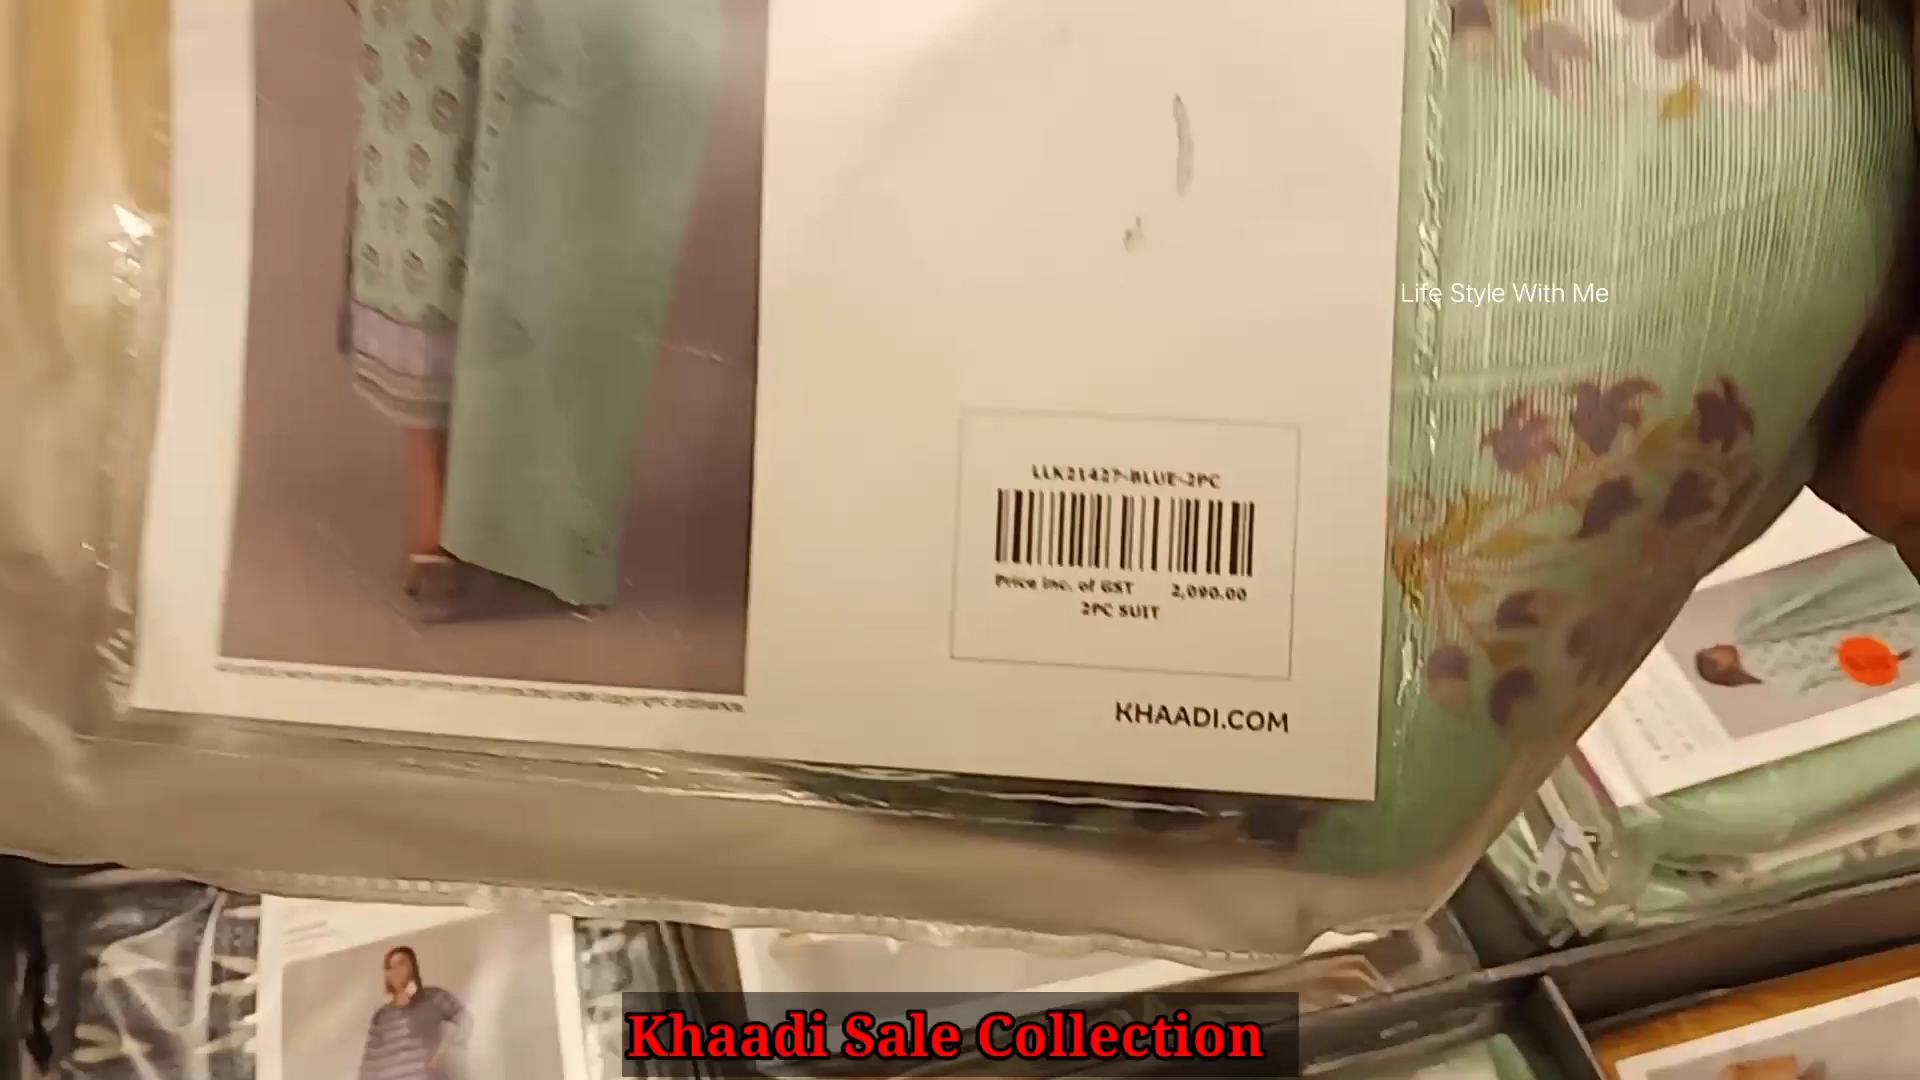 Life Style With Me
LLK21427-BLUE-2PC
Price Inc. of GST 2,090.00
2PC SUIT
KHAADI.COM
Khaadi Sale Collection